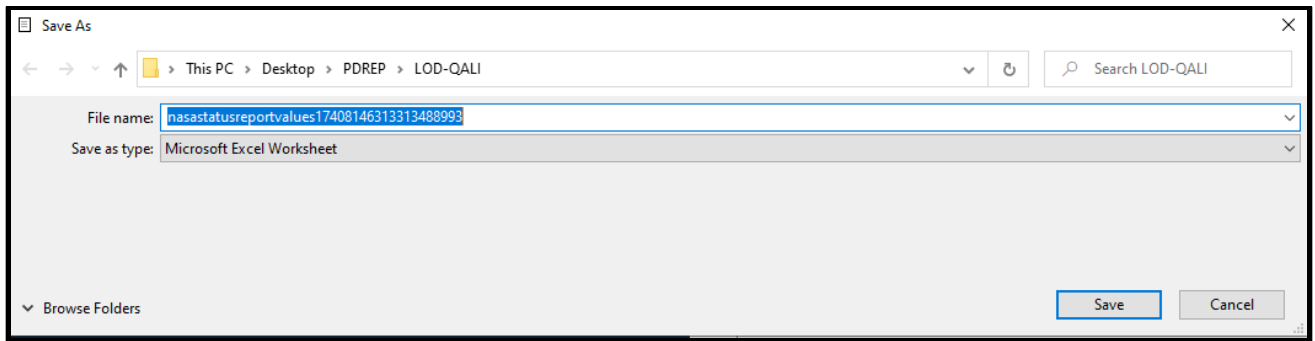 Save As
This PC > Desktop > PDREP > LOD-QALI
Search LOD-QALI
File name: nasastatusreportvalues17408146313313488993
Save as type: Microsoft Excel Worksheet
Browse Folders
Save
Cancel